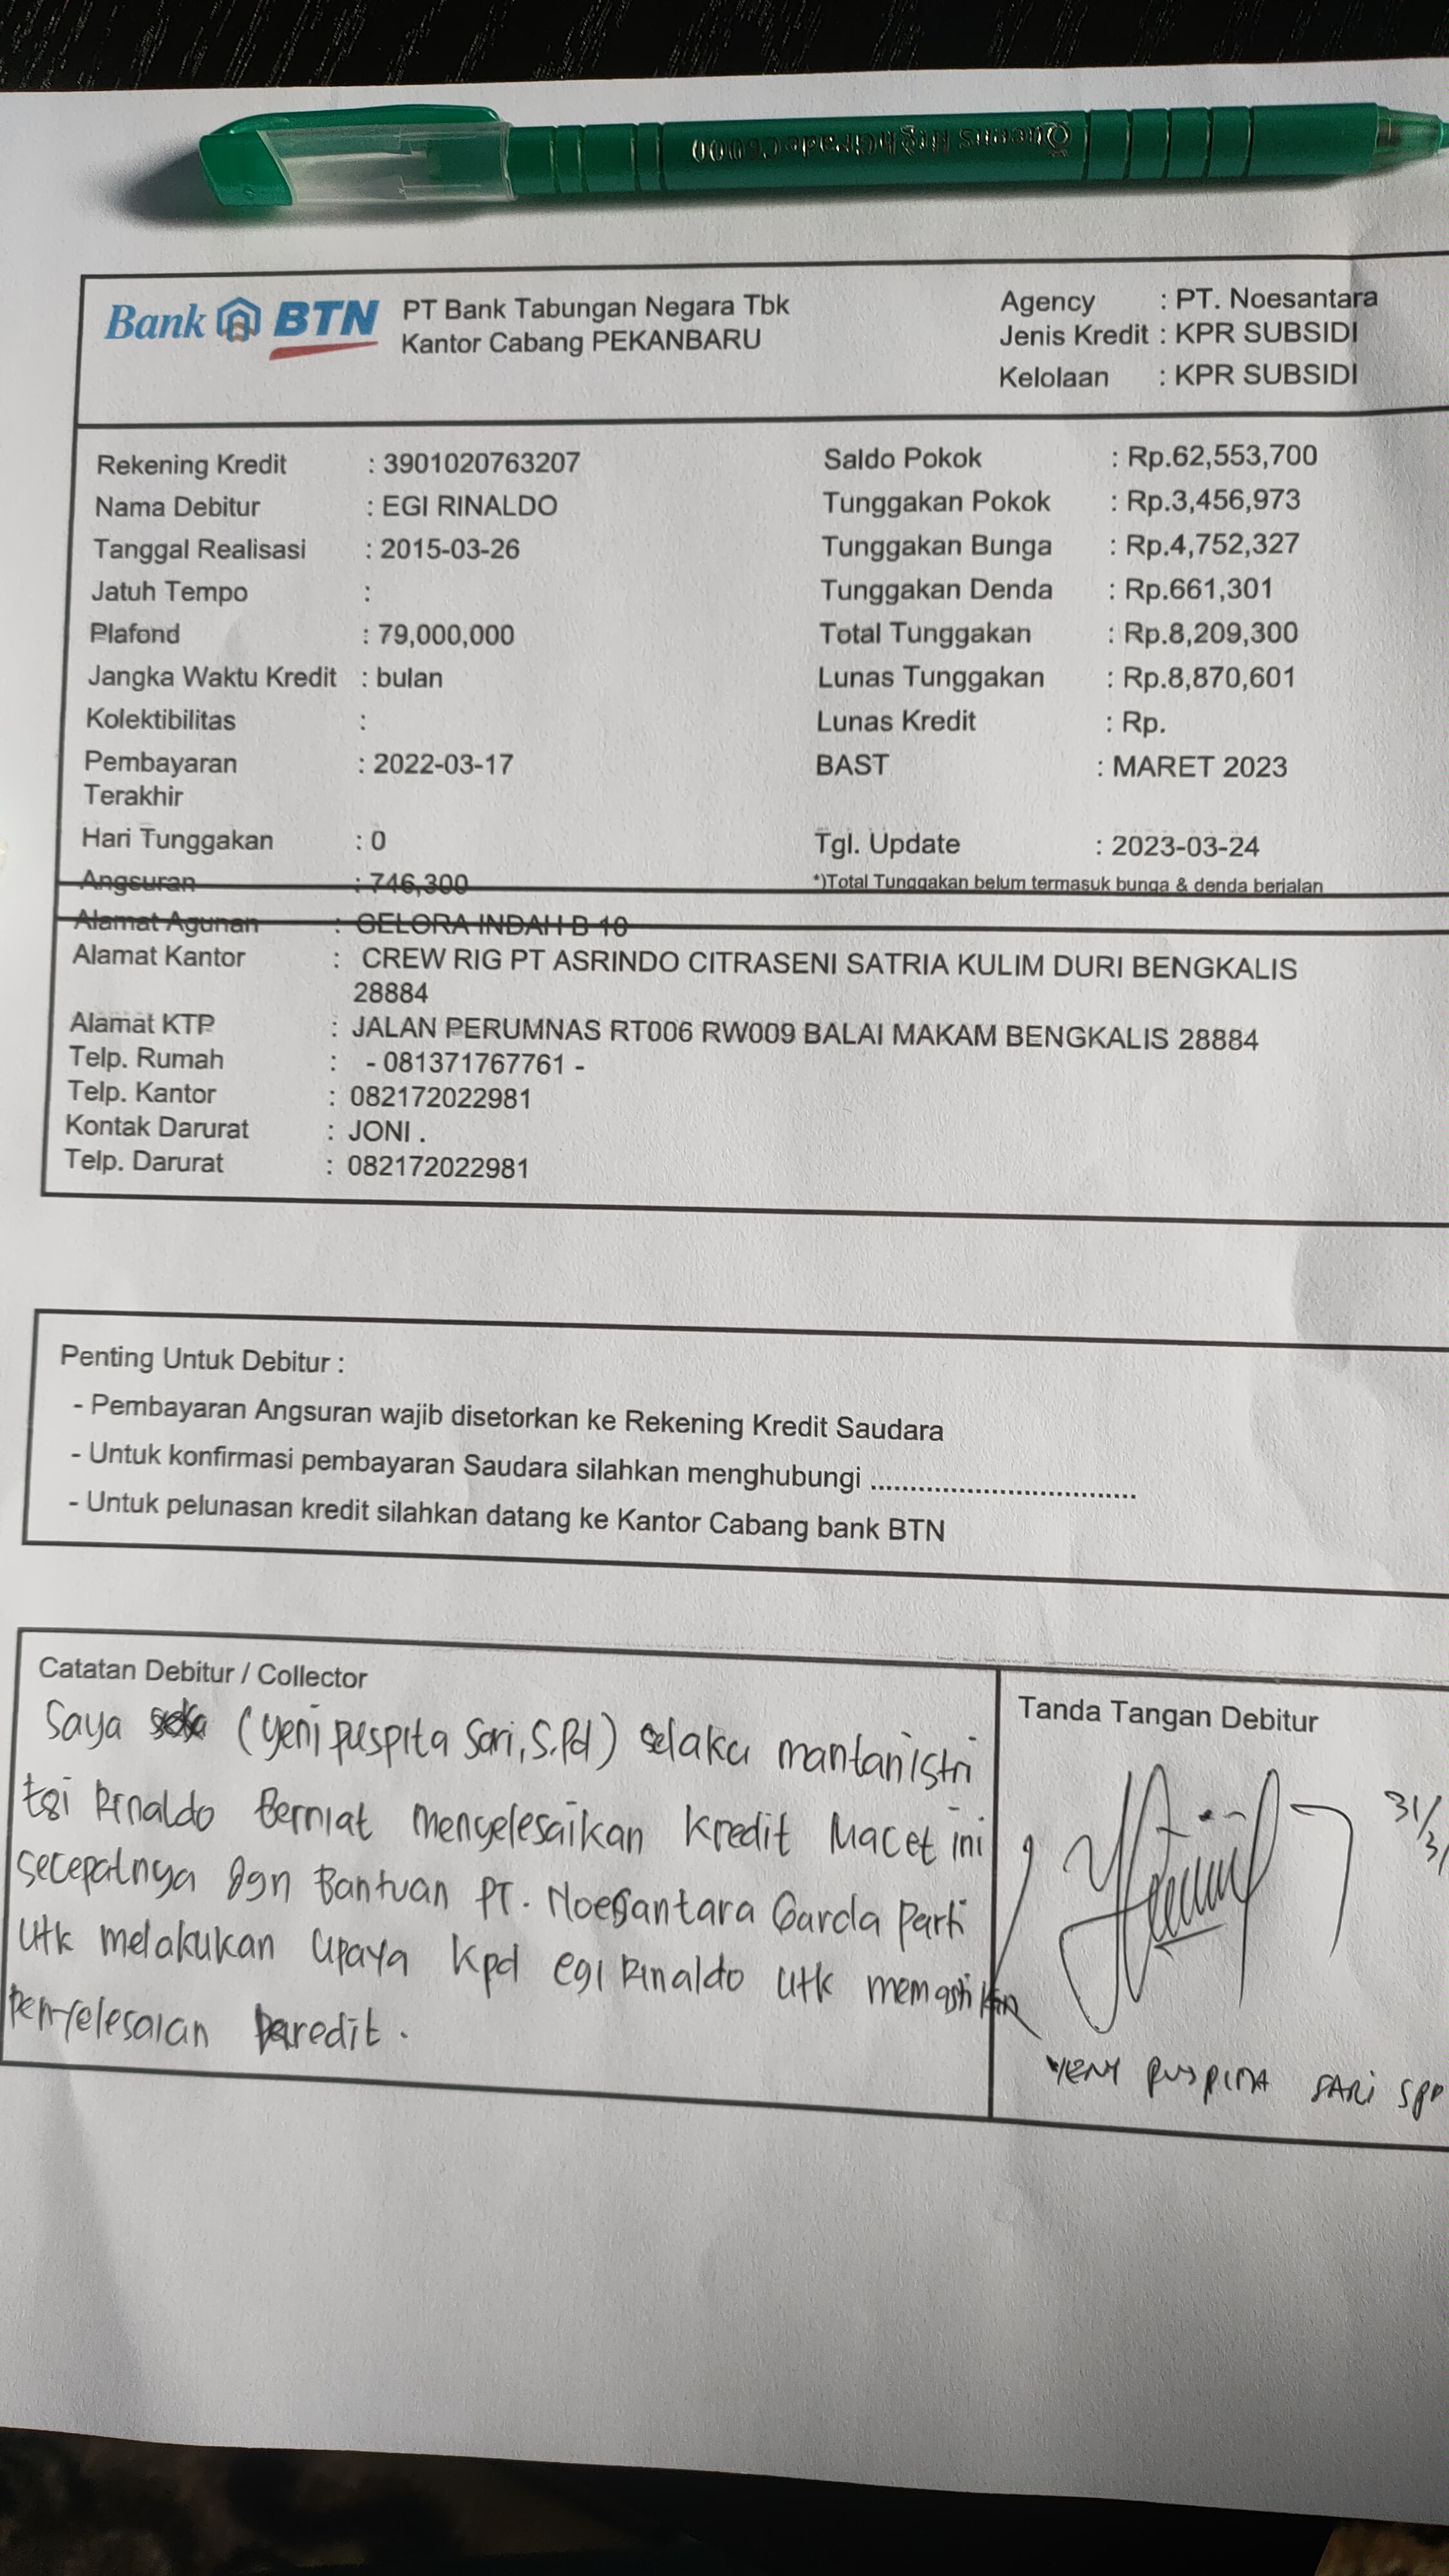 Queens HighGrade C6000
Bank BTN
PT Bank Tabungan Negara Tbk
Kantor Cabang PEKANBARU
Agency : PT. Noesantara
Jenis Kredit : KPR SUBSIDI
Kelolaan : KPR SUBSIDI
Rekening Kredit : 3901020763207
Nama Debitur : EGI RINALDO
Tanggal Realisasi : 2015-03-26
Jatuh Tempo :
Plafond : 79,000,000
Jangka Waktu Kredit : bulan
Kolektibilitas :
Pembayaran : 2022-03-17
Terakhir
Hari Tunggakan : 0
Angsuran : 746,300
Saldo Pokok : Rp.62,553,700
Tunggakan Pokok : Rp.3,456,973
Tunggakan Bunga : Rp.4,752,327
Tunggakan Denda : Rp.661,301
Total Tunggakan : Rp.8,209,300
Lunas Tunggakan : Rp.8,870,601
Lunas Kredit : Rp.
BAST : MARET 2023
Tgl. Update : 2023-03-24
*)Total Tunggakan belum termasuk bunga & denda berjalan
Alamat Agunan : GELORA INDAH B 10
Alamat Kantor : CREW RIG PT ASRINDO CITRASENI SATRIA KULIM DURI BENGKALIS
28884
Alamat KTP : JALAN PERUMNAS RT006 RW009 BALAI MAKAM BENGKALIS 28884
Telp. Rumah : - 081371767761 -
Telp. Kantor : 082172022981
Kontak Darurat : JONI .
Telp. Darurat : 082172022981
Penting Untuk Debitur :
- Pembayaran Angsuran wajib disetorkan ke Rekening Kredit Saudara
- Untuk konfirmasi pembayaran Saudara silahkan menghubungi ..................................
- Untuk pelunasan kredit silahkan datang ke Kantor Cabang bank BTN
Catatan Debitur / Collector
Saya (yeni puspita Sari, S.Pd) selaku mantan istri
Egi Rinaldo Berniat menyelesaikan kredit Macet ini
secepatnya dgn Bantuan PT. Noesantara Garda Parti
Utk melakukan upaya kpd Egi Rinaldo utk memastikan
Penyelesaian kredit.
Tanda Tangan Debitur
31/3
YENY PUSPITA SARI SPD